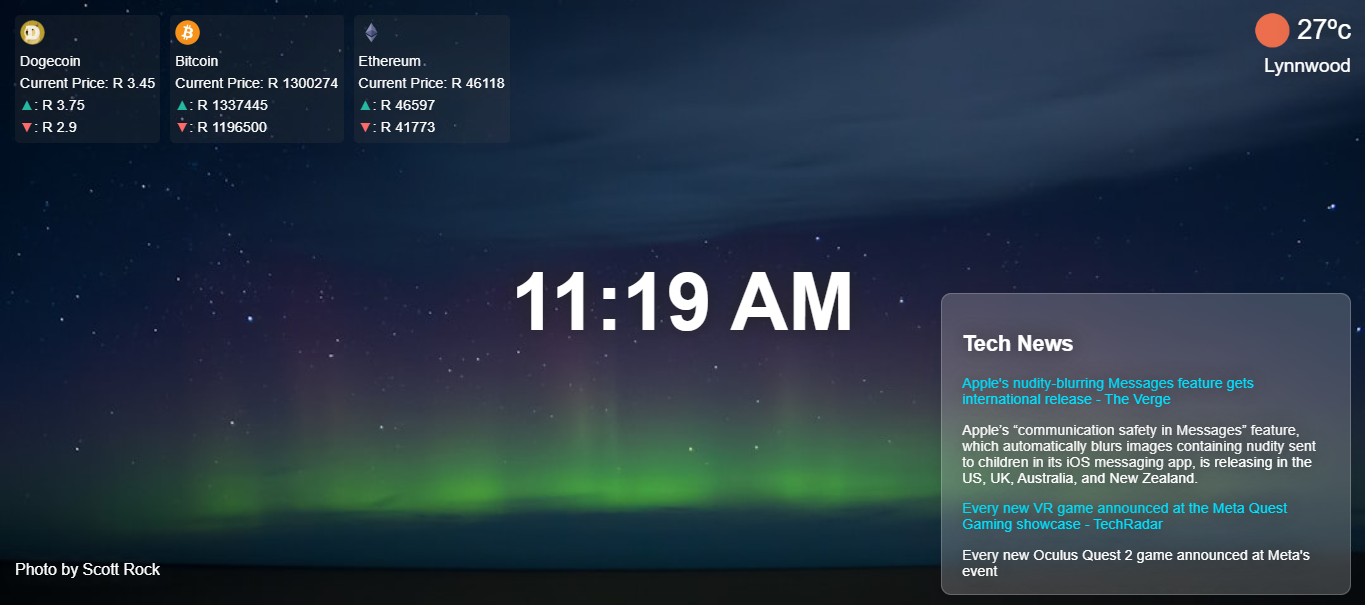 Dogecoin
Current Price: R 3.45
▲: R 3.75
▼: R 2.9
Bitcoin
Current Price: R 1300274
▲: R 1337445
▼: R 1196500
Ethereum
Current Price: R 46118
▲: R 46597
▼: R 41773
27ºc
Lynnwood
11:19 AM
Tech News
Apple's nudity-blurring Messages feature gets
international release - The Verge
Apple’s “communication safety in Messages” feature,
which automatically blurs images containing nudity sent
to children in its iOS messaging app, is releasing in the
US, UK, Australia, and New Zealand.
Every new VR game announced at the Meta Quest
Gaming showcase - TechRadar
Every new Oculus Quest 2 game announced at Meta's
event
Photo by Scott Rock